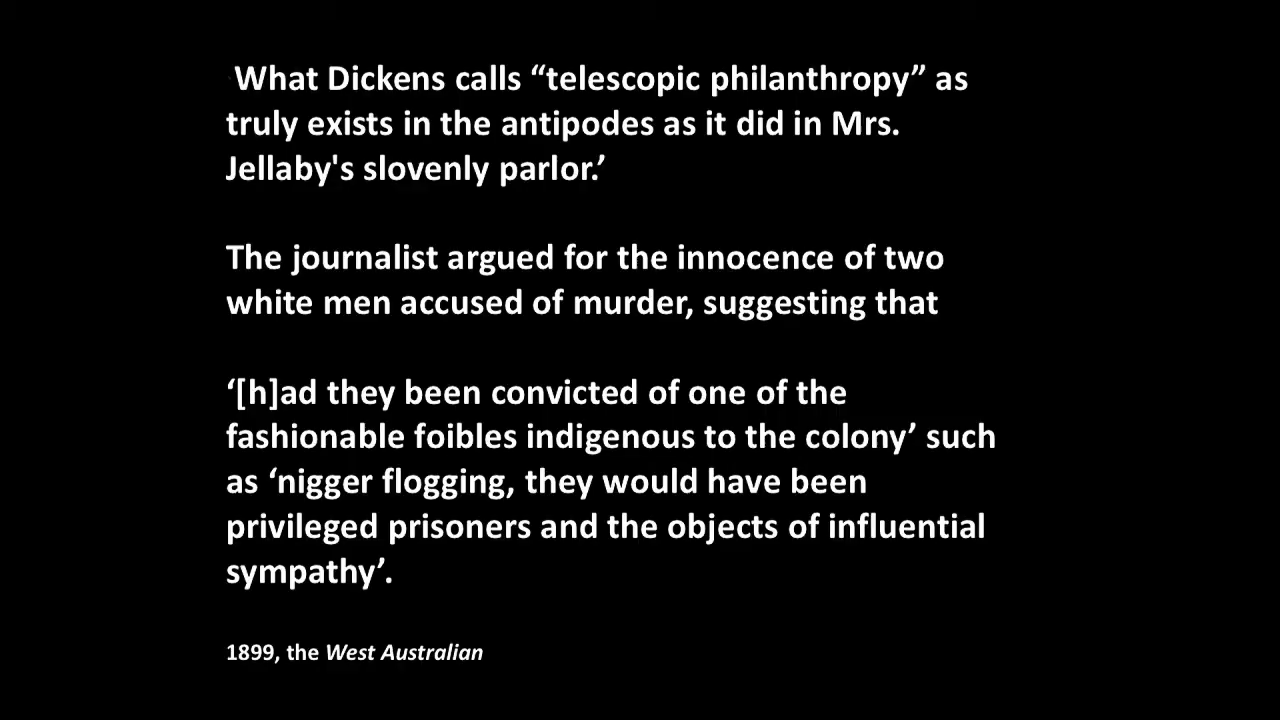 What Dickens calls “telescopic philanthropy” as
truly exists in the antipodes as it did in Mrs.
Jellaby's slovenly parlor.’
The journalist argued for the innocence of two
white men accused of murder, suggesting that
‘[h]ad they been convicted of one of the
fashionable foibles indigenous to the colony’ such
as ‘nigger flogging, they would have been
privileged prisoners and the objects of influential
sympathy’.
1899, the West Australian